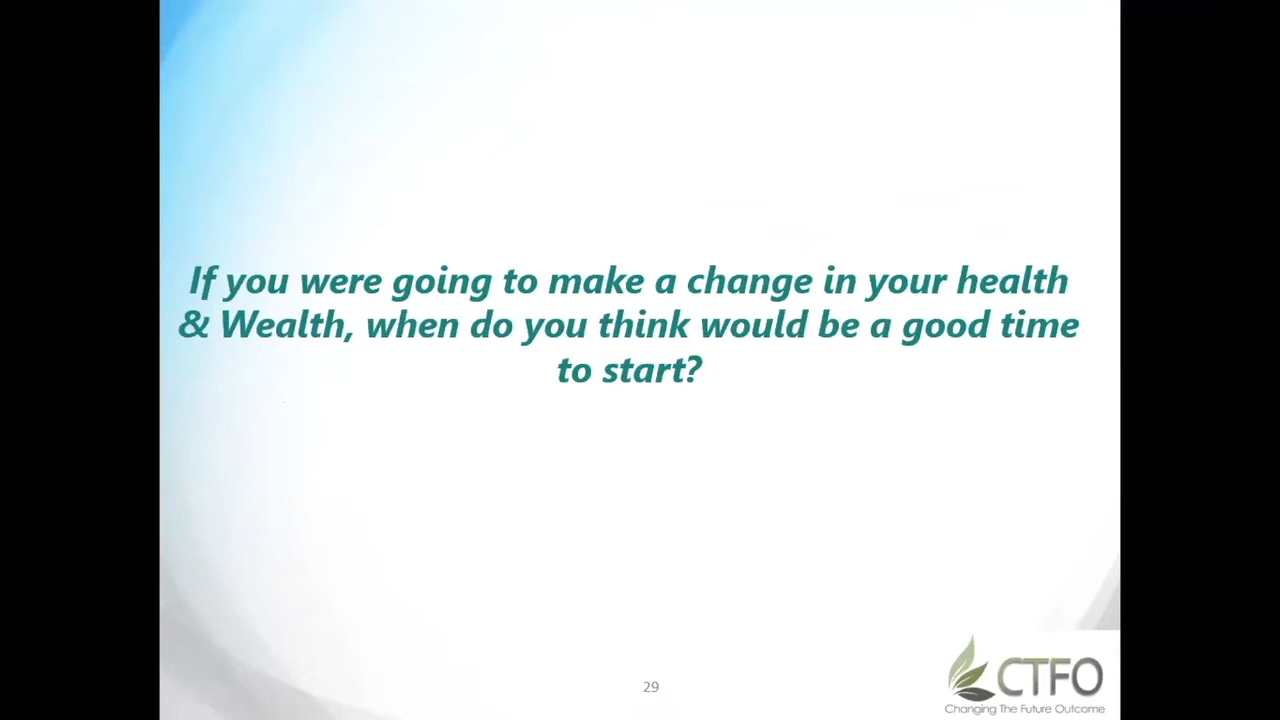 If you were going to make a change in your health
& Wealth, when do you think would be a good time
to start?
29
CTFO
Changing The Future Outcome